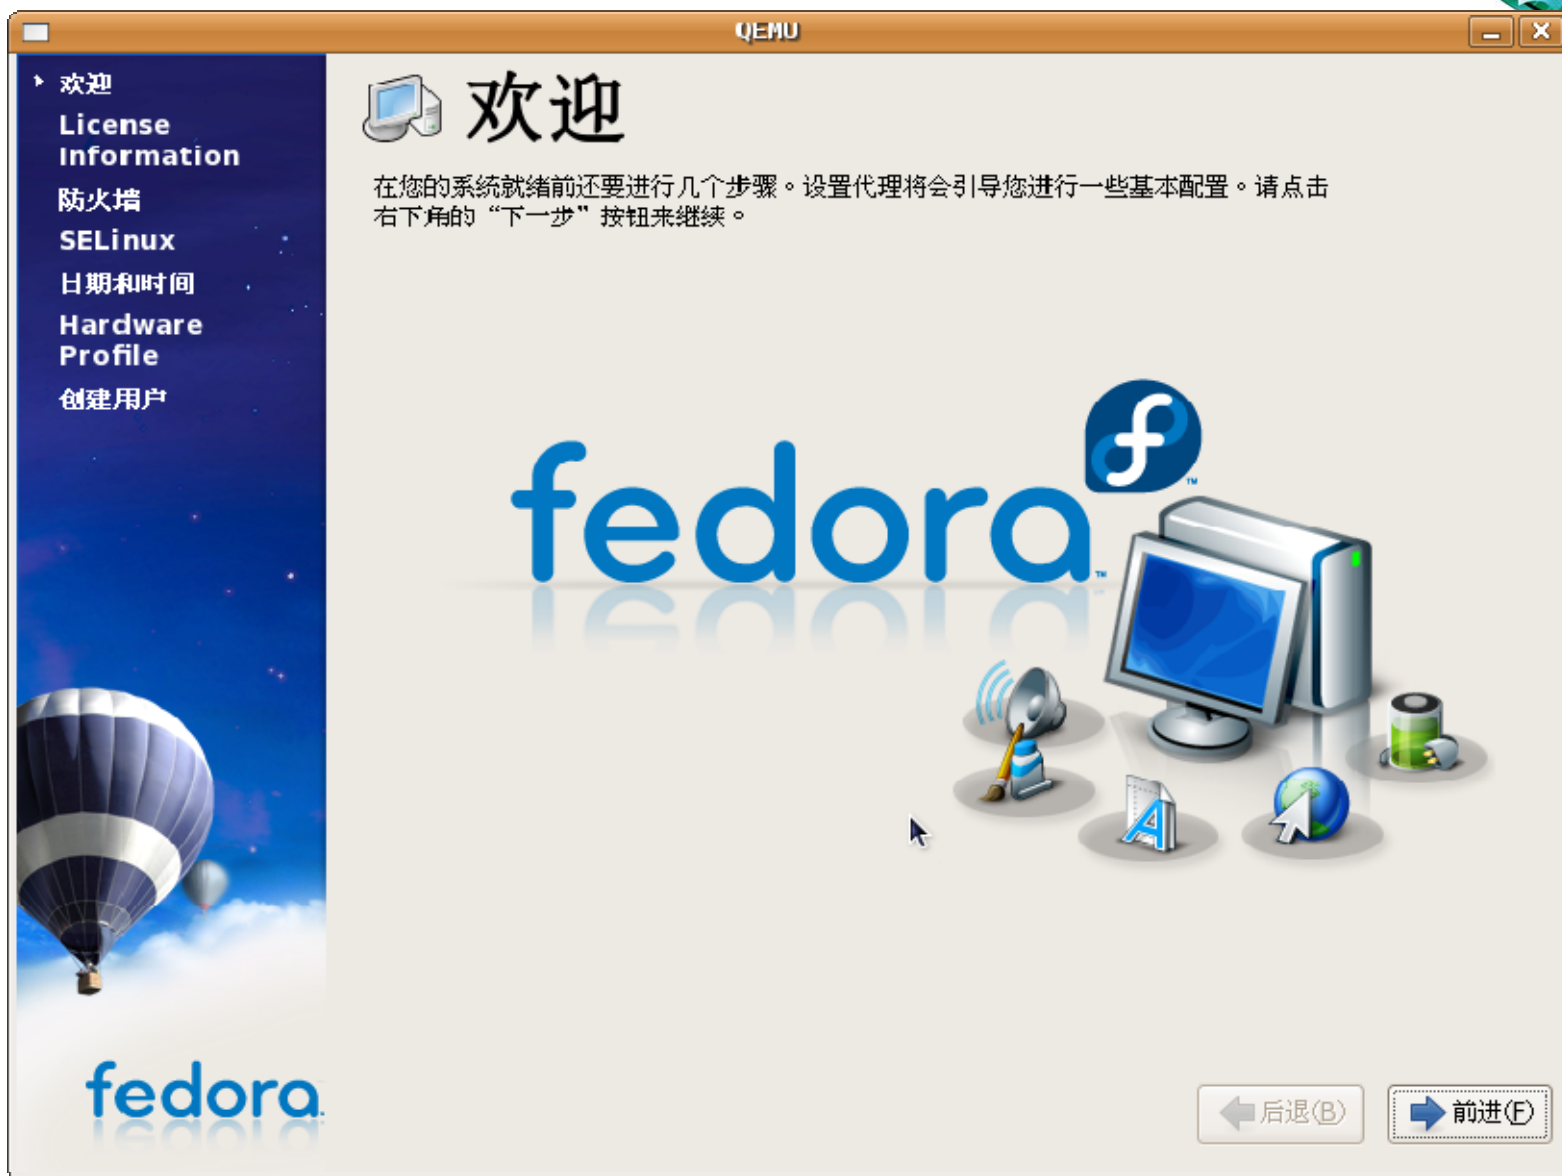 QEMU
欢迎
License
Information
防火墙
SELinux
日期和时间
Hardware
Profile
创建用户
fedora
欢迎
在您的系统就绪前还要进行几个步骤。设置代理将会引导您进行一些基本配置。请点击
右下角的“下一步”按钮来继续。
fedora™
f™
A
后退(B)
前进(F)